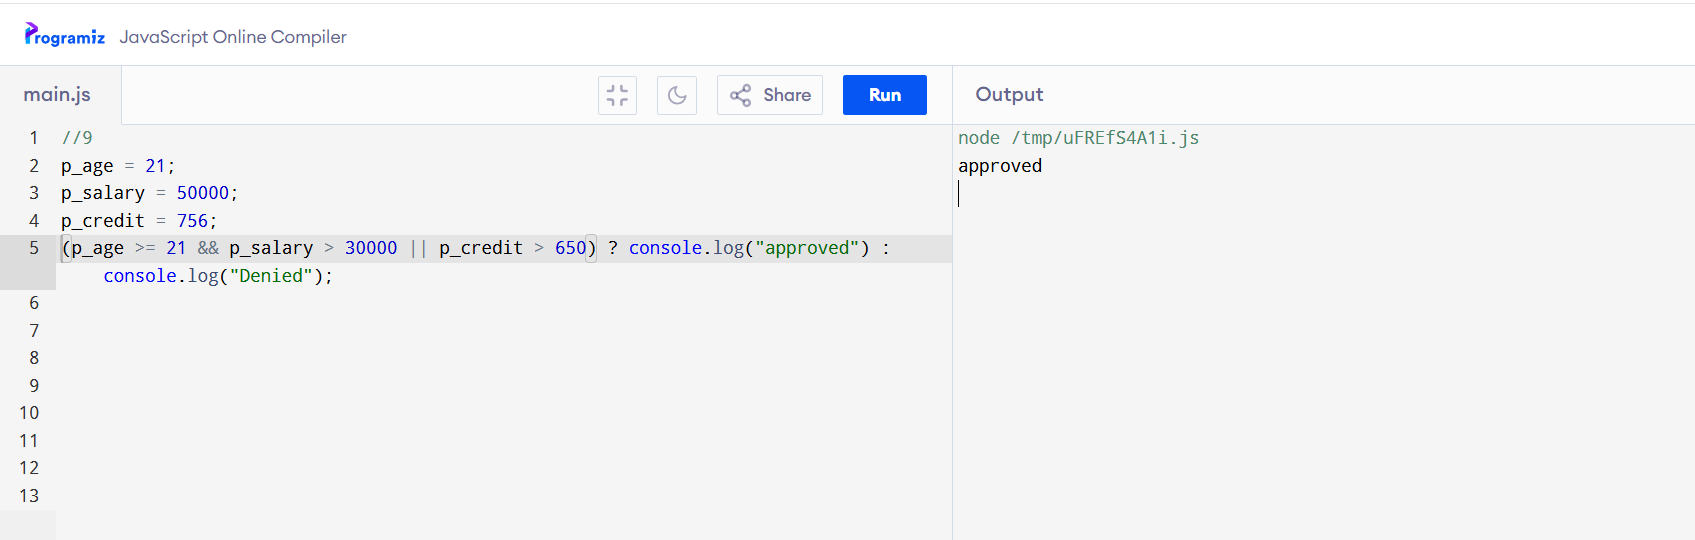 Programiz JavaScript Online Compiler
main.js Share Run Output
1 //9
2 p_age = 21;
3 p_salary = 50000;
4 p_credit = 756;
5 (p_age >= 21 && p_salary > 30000 || p_credit > 650) ? console.log("approved") :
console.log("Denied");
6
7
8
9
10
11
12
13
node /tmp/uFREfS4A1i.js
approved